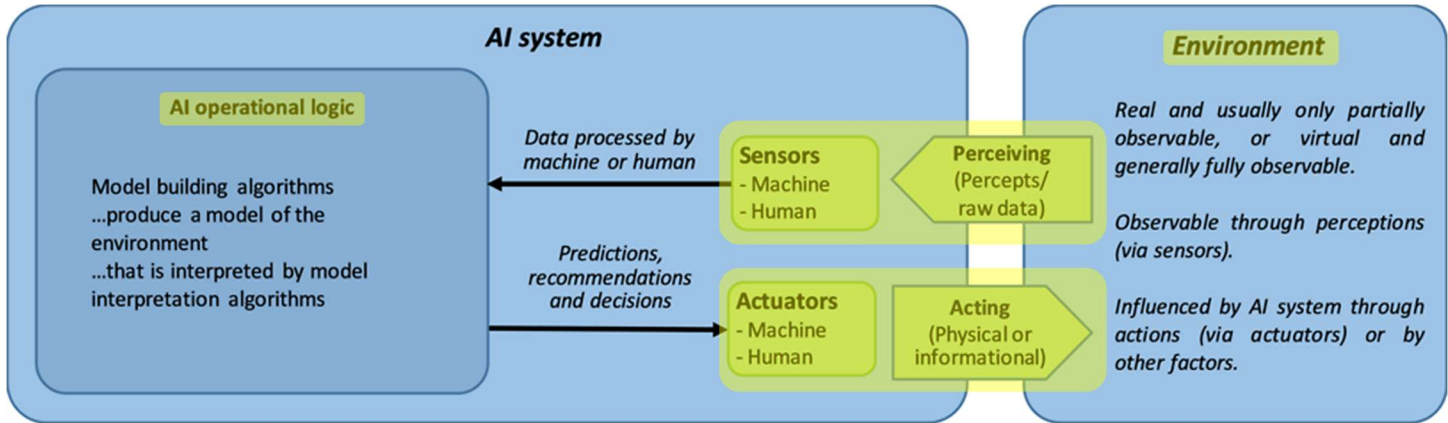 AI system
AI operational logic
Model building algorithms
...produce a model of the
environment
...that is interpreted by model
interpretation algorithms
Data processed by
machine or human
Predictions,
recommendations
and decisions
Sensors
- Machine
- Human
Perceiving
(Percepts/
raw data)
Actuators
- Machine
- Human
Acting
(Physical or
informational)
Environment
Real and usually only partially
observable, or virtual and
generally fully observable.
Observable through perceptions
(via sensors).
Influenced by AI system through
actions (via actuators) or by
other factors.